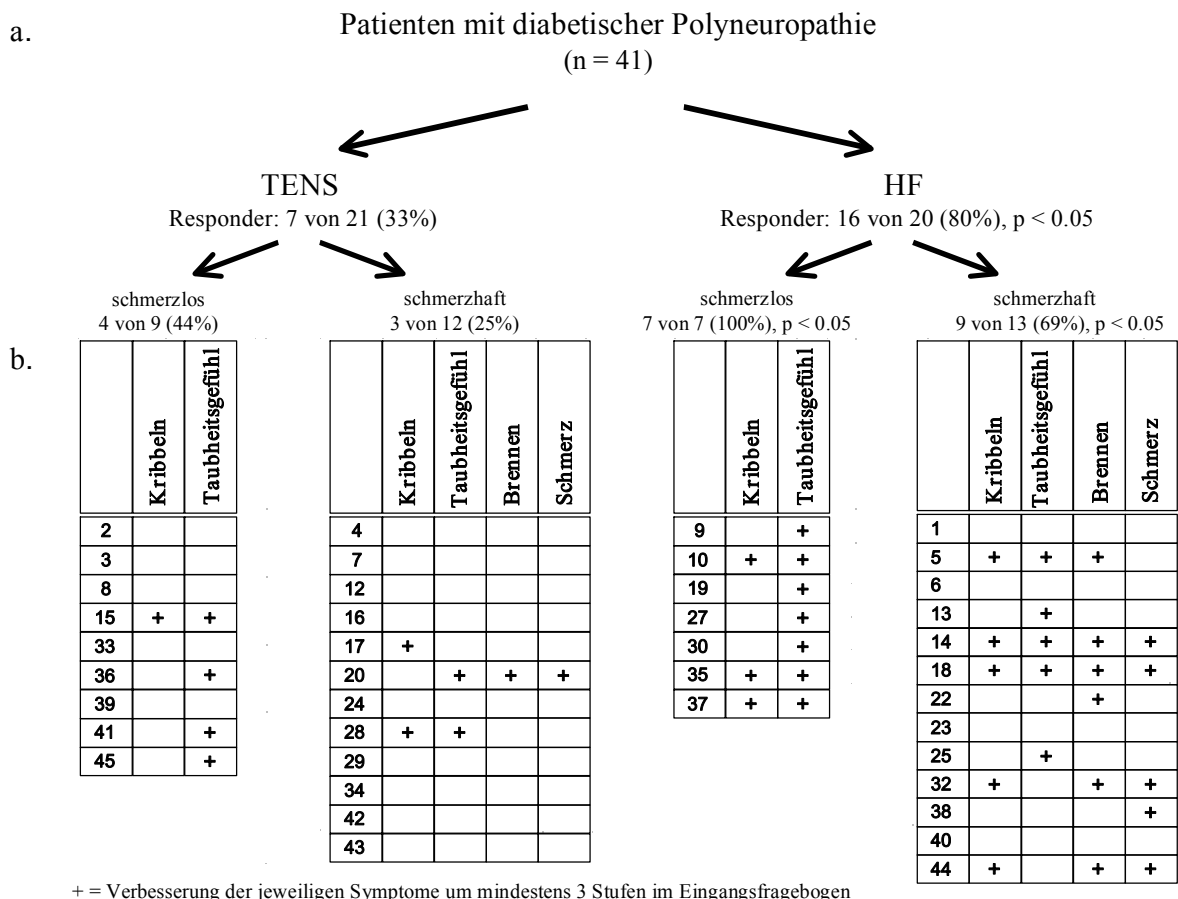 a.
Patienten mit diabetischer Polyneuropathie
(n = 41)
TENS
Responder: 7 von 21 (33%)
HF
Responder: 16 von 20 (80%), p < 0.05
schmerzlos
4 von 9 (44%)
schmerzhaft
3 von 12 (25%)
schmerzlos
7 von 7 (100%), p < 0.05
schmerzhaft
9 von 13 (69%), p < 0.05
b.
Kribbeln Taubheitsgefühl
2
3
8
15 + +
33
36 +
39
41 +
45 +
Kribbeln Taubheitsgefühl Brennen Schmerz
4
7
12
16
17 +
20 + + +
24
28 + +
29
34
42
43
Kribbeln Taubheitsgefühl
9 +
10 + +
19 +
27 +
30 +
35 + +
37 + +
Kribbeln Taubheitsgefühl Brennen Schmerz
1
5 + + +
6
13 +
14 + + + +
18 + + + +
22 +
23
25 +
32 + + +
38 +
40
44 + + +
+ = Verbesserung der jeweiligen Symptome um mindestens 3 Stufen im Eingangsfragebogen